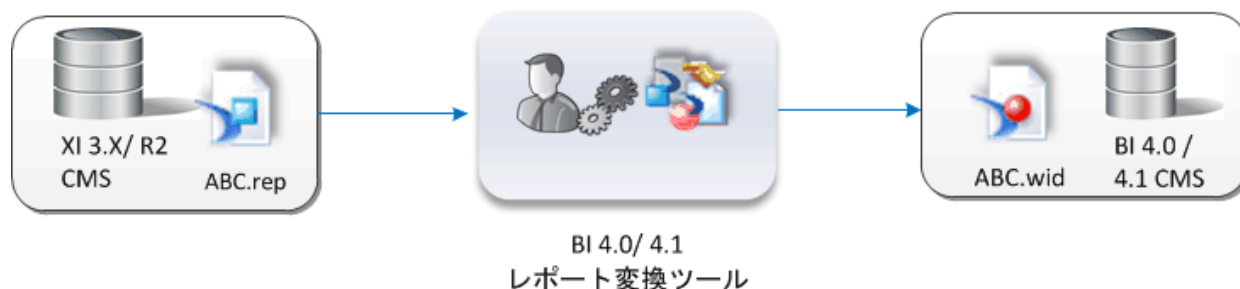 XI 3.X/ R2
CMS
ABC.rep
BI 4.0/ 4.1
レポート変換ツール
ABC.wid
BI 4.0 /
4.1 CMS